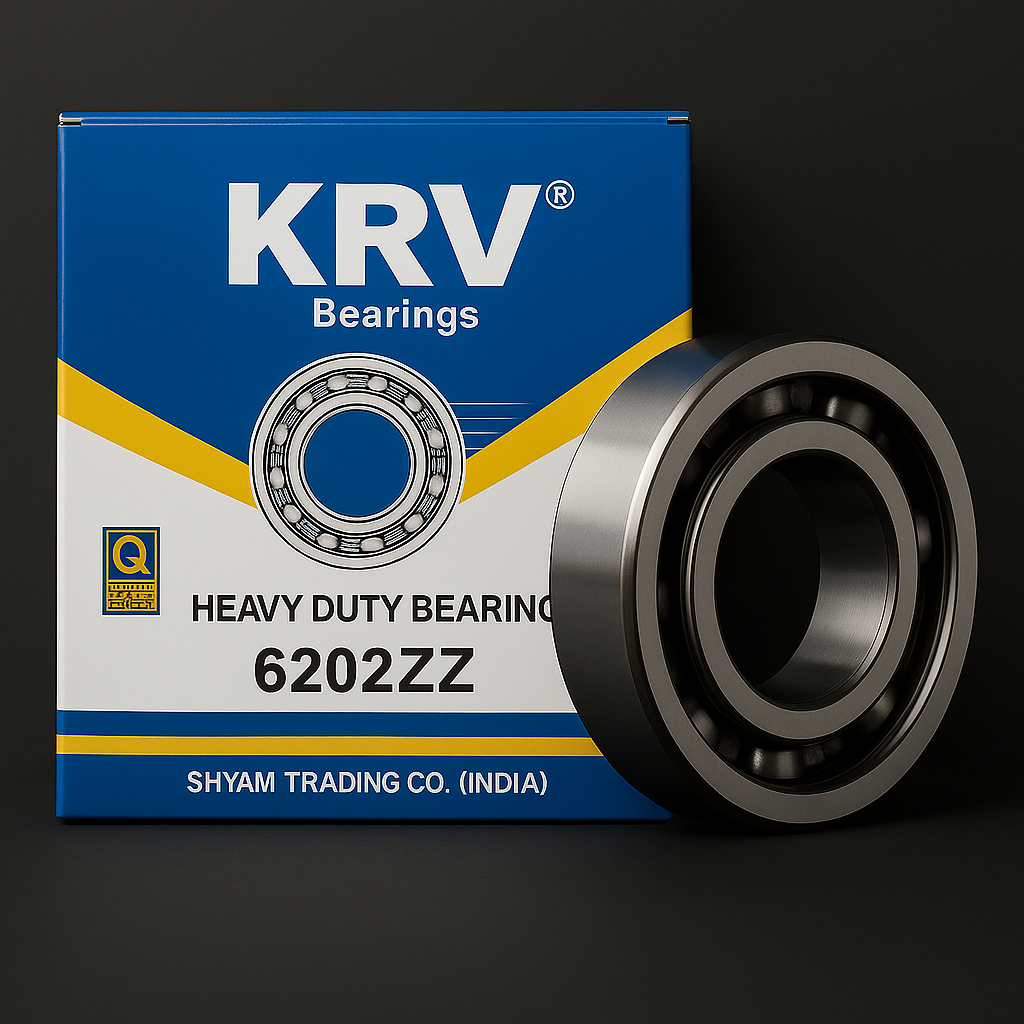 KRV®
Bearings
Q
HEAVY DUTY BEARIN
6202ZZ
SHYAM TRADING CO. (INDIA)